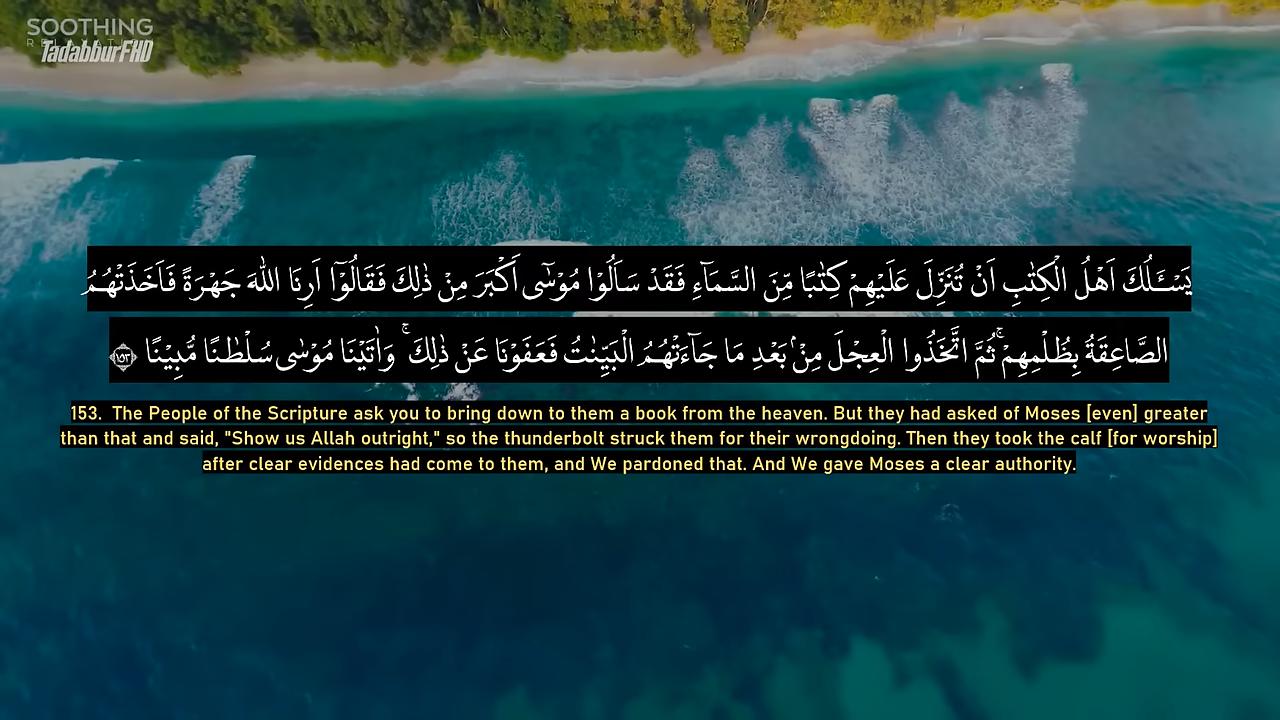 SOOTHING
TadabburFHD
يَسْـَٔلُكَ اَهْلُ الْكِتٰبِ اَنْ تُنَزِّلَ عَلَيْهِمْ كِتٰبًا مِّنَ السَّمَآءِ فَقَدْ سَاَلُوْا مُوْسٰٓى اَكْبَرَ مِنْ ذٰلِكَ فَقَالُوْٓا اَرِنَا اللّٰهَ جَهْرَةً فَاَخَذَتْهُمُ
الصَّاعِقَةُ بِظُلْمِهِمْ ۚ ثُمَّ اتَّخَذُوا الْعِجْلَ مِنْۢ بَعْدِ مَا جَآءَتْهُمُ الْبَيِّنٰتُ فَعَفَوْنَا عَنْ ذٰلِكَ ۚ وَاٰتَيْنَا مُوْسٰى سُلْطٰنًا مُّبِيْنًا ﴿١٥٣﴾
153. The People of the Scripture ask you to bring down to them a book from the heaven. But they had asked of Moses [even] greater
than that and said, "Show us Allah outright," so the thunderbolt struck them for their wrongdoing. Then they took the calf [for worship]
after clear evidences had come to them, and We pardoned that. And We gave Moses a clear authority.